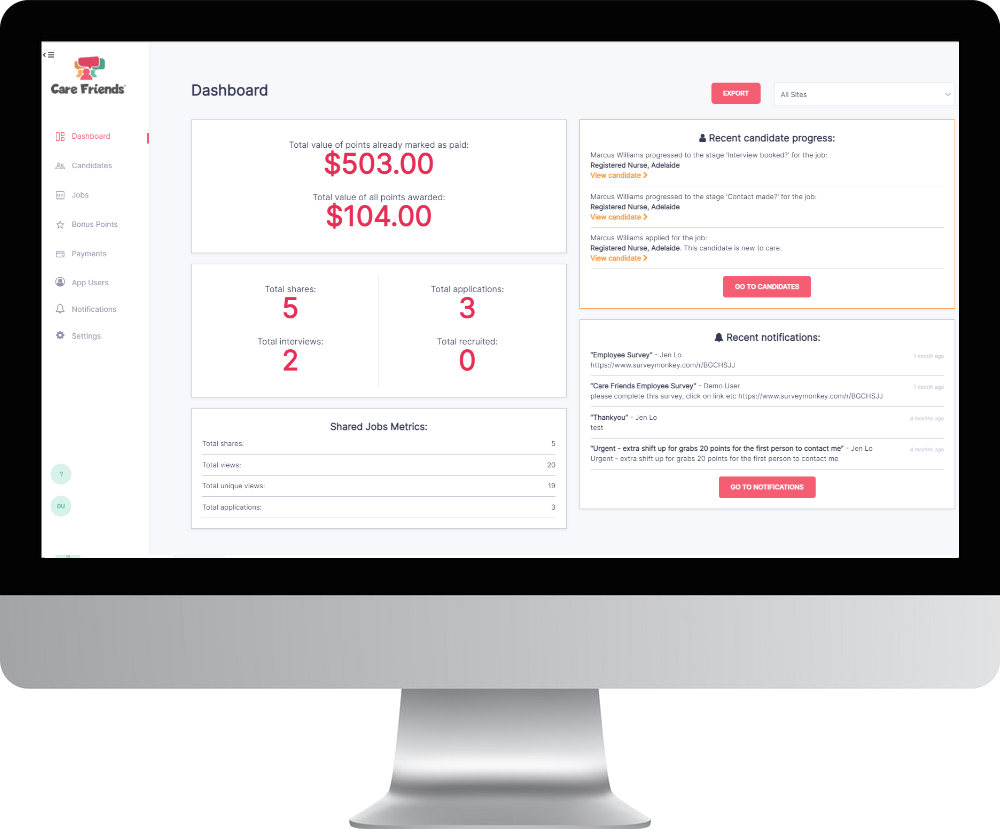 Care Friends
Dashboard
Candidates
Jobs
Bonus Points
Payments
App Users
Notifications
Settings
?
DU
Dashboard
EXPORT
All Sites
Total value of points already marked as paid:
$503.00
Total value of all points awarded:
$104.00
Total shares:
5
Total applications:
3
Total interviews:
2
Total recruited:
0
Shared Jobs Metrics:
Total shares: 5
Total views: 20
Total unique views: 19
Total applications: 3
Recent candidate progress:
Marcus Williams progressed to the stage 'Interview booked?' for the job:
Registered Nurse, Adelaide
View candidate
Marcus Williams progressed to the stage 'Contact made?' for the job:
Registered Nurse, Adelaide
View candidate
Marcus Williams applied for the job:
Registered Nurse, Adelaide. This candidate is new to care.
View candidate
GO TO CANDIDATES
Recent notifications:
"Employee Survey" - Jen Lo 1 month ago
https://www.surveymonkey.com/r/BGCHSJJ
"Care Friends Employee Survey" - Demo User 1 month ago
please complete this survey, click on link etc https://www.surveymonkey.com/r/BGCHSJJ
"Thankyou" - Jen Lo 4 months ago
test
"Urgent - extra shift up for grabs 20 points for the first person to contact me" - Jen Lo 4 months ago
Urgent - extra shift up for grabs 20 points for the first person to contact me
GO TO NOTIFICATIONS